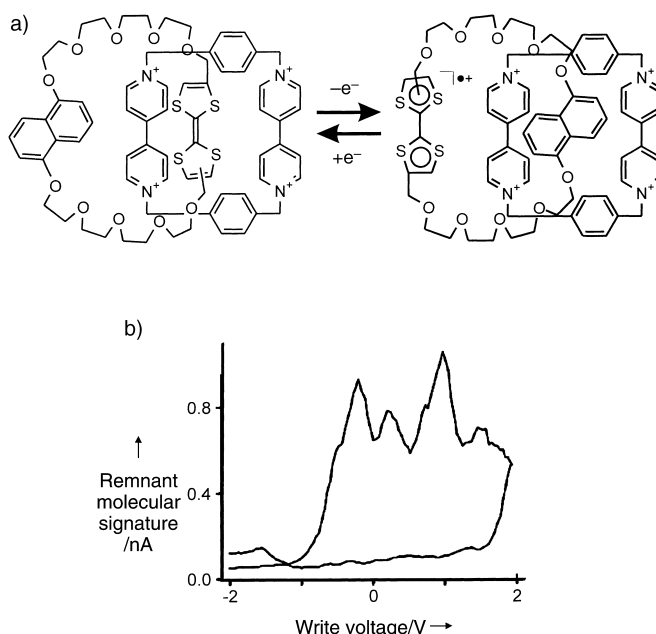 a)
O O O O O O
N+ N+ S S –e– S S N+ N+
+e– •+
S S N+ N+ S S N+ N+
O O O O O O
b)
0.8
0.4
0.0
Remnant
molecular
signature
/nA
-2 0 2
Write voltage/V